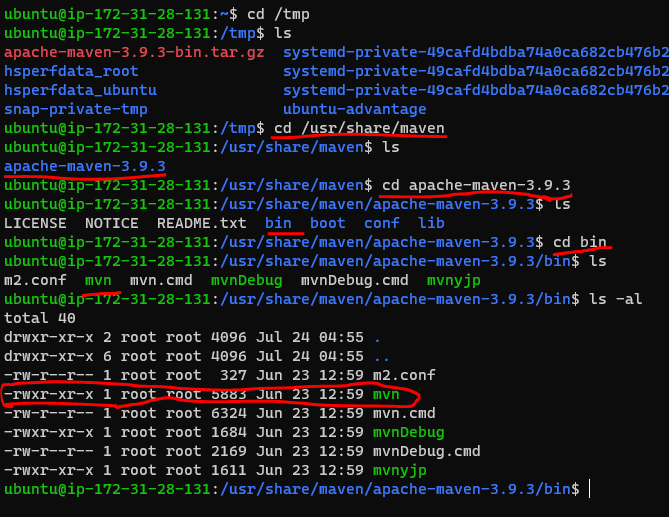 ubuntu@ip-172-31-28-131:~$ cd /tmp
ubuntu@ip-172-31-28-131:/tmp$ ls
apache-maven-3.9.3-bin.tar.gz  systemd-private-49cafd4bdba74a0ca682cb476b2
hsperfdata_root                systemd-private-49cafd4bdba74a0ca682cb476b2
hsperfdata_ubuntu              systemd-private-49cafd4bdba74a0ca682cb476b2
snap-private-tmp               ubuntu-advantage
ubuntu@ip-172-31-28-131:/tmp$ cd /usr/share/maven
ubuntu@ip-172-31-28-131:/usr/share/maven$ ls
apache-maven-3.9.3
ubuntu@ip-172-31-28-131:/usr/share/maven$ cd apache-maven-3.9.3
ubuntu@ip-172-31-28-131:/usr/share/maven/apache-maven-3.9.3$ ls
LICENSE  NOTICE  README.txt  bin  boot  conf  lib
ubuntu@ip-172-31-28-131:/usr/share/maven/apache-maven-3.9.3$ cd bin
ubuntu@ip-172-31-28-131:/usr/share/maven/apache-maven-3.9.3/bin$ ls
m2.conf  mvn  mvn.cmd  mvnDebug  mvnDebug.cmd  mvnyjp
ubuntu@ip-172-31-28-131:/usr/share/maven/apache-maven-3.9.3/bin$ ls -al
total 40
drwxr-xr-x 2 root root 4096 Jul 24 04:55 .
drwxr-xr-x 6 root root 4096 Jul 24 04:55 ..
-rw-r--r-- 1 root root  327 Jun 23 12:59 m2.conf
-rwxr-xr-x 1 root root 5883 Jun 23 12:59 mvn
-rw-r--r-- 1 root root 6324 Jun 23 12:59 mvn.cmd
-rwxr-xr-x 1 root root 1684 Jun 23 12:59 mvnDebug
-rw-r--r-- 1 root root 2169 Jun 23 12:59 mvnDebug.cmd
-rwxr-xr-x 1 root root 1611 Jun 23 12:59 mvnyjp
ubuntu@ip-172-31-28-131:/usr/share/maven/apache-maven-3.9.3/bin$